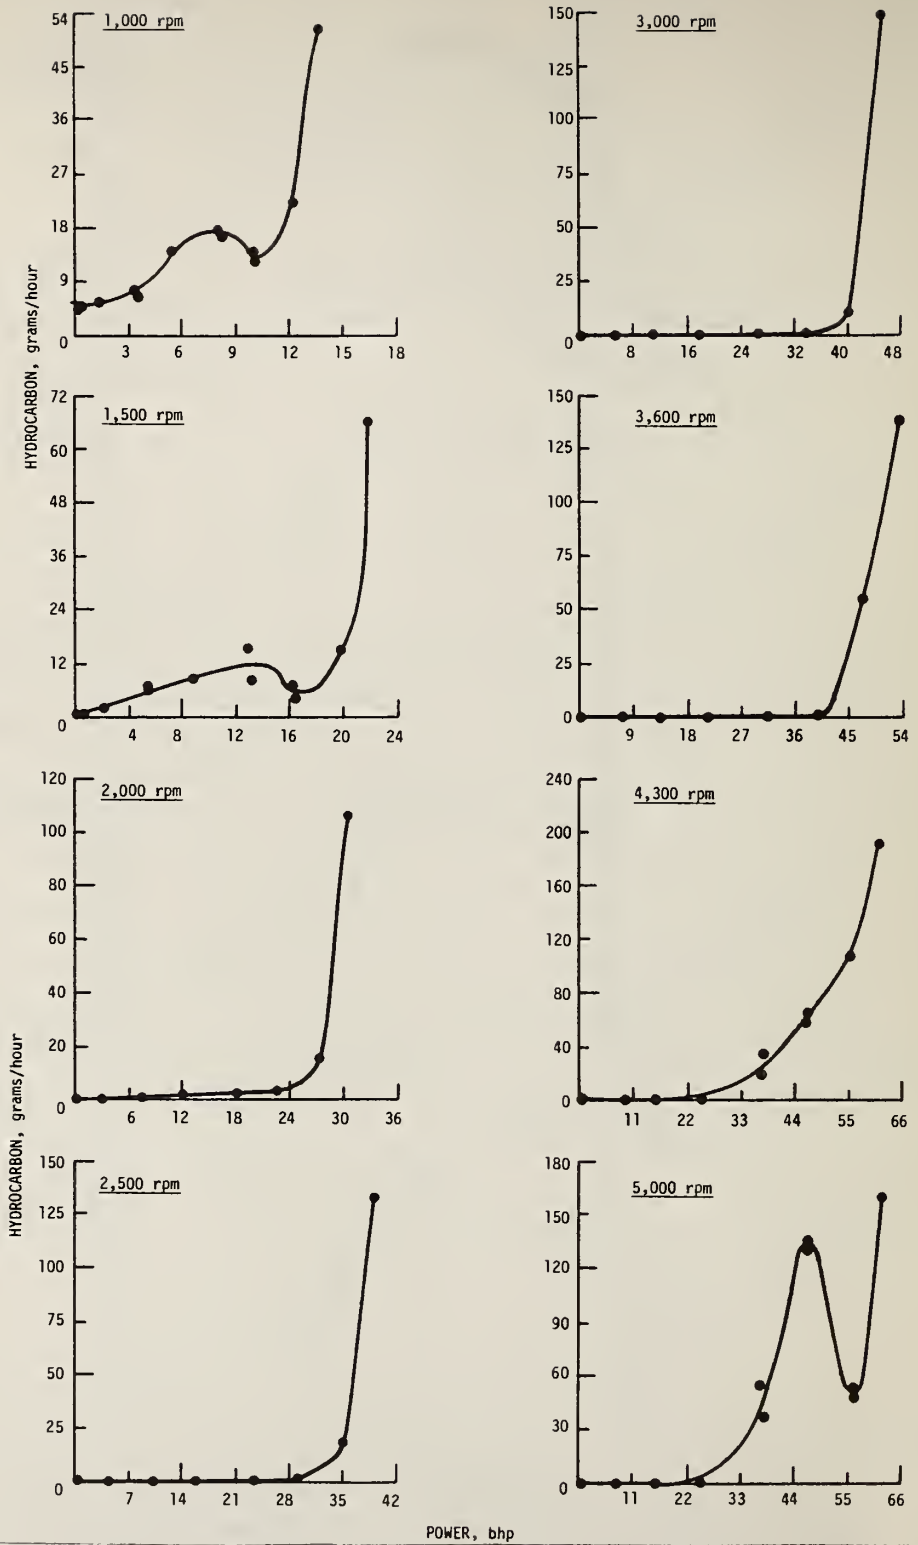 1,000 rpm
54
45
36
27
18
9
0
3 6 9 12 15 18
HYDROCARBON, grams/hour
1,500 rpm
72
60
48
36
24
12
0
4 8 12 16 20 24
2,000 rpm
120
100
80
60
40
20
0
6 12 18 24 30 36
HYDROCARBON, grams/hour
2,500 rpm
150
125
100
75
50
25
0
7 14 21 28 35 42
3,000 rpm
150
125
100
75
50
25
0
8 16 24 32 40 48
3,600 rpm
150
125
100
75
50
25
0
9 18 27 36 45 54
4,300 rpm
240
200
160
120
80
40
0
11 22 33 44 55 66
5,000 rpm
180
150
120
90
60
30
0
11 22 33 44 55 66
POWER, bhp